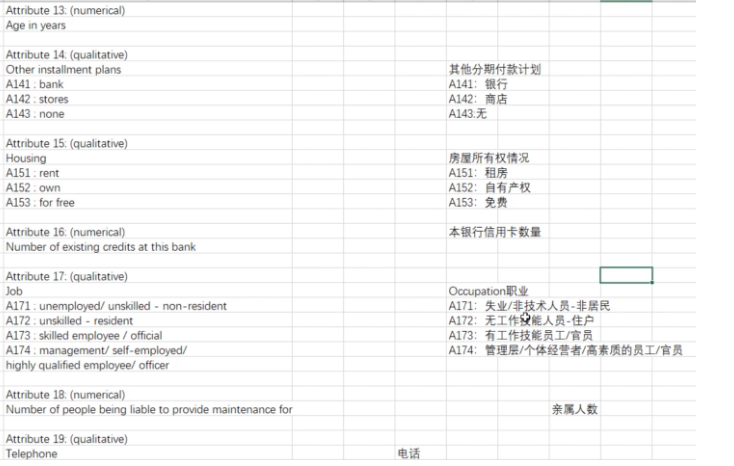 Attribute 13: (numerical)
Age in years
Attribute 14: (qualitative)
Other installment plans 其他分期付款计划
A141 : bank A141： 银行
A142 : stores A142： 商店
A143 : none A143:无
Attribute 15: (qualitative)
Housing 房屋所有权情况
A151 : rent A151： 租房
A152 : own A152： 自有产权
A153 : for free A153： 免费
Attribute 16: (numerical) 本银行信用卡数量
Number of existing credits at this bank
Attribute 17: (qualitative)
Job Occupation职业
A171 : unemployed/ unskilled - non-resident A171： 失业/非技术人员-非居民
A172 : unskilled - resident A172： 无工作技能人员-住户
A173 : skilled employee / official A173： 有工作技能员工/官员
A174 : management/ self-employed/ A174： 管理层/个体经营者/高素质的员工/官员
highly qualified employee/ officer
Attribute 18: (numerical)
Number of people being liable to provide maintenance for 亲属人数
Attribute 19: (qualitative)
Telephone 电话